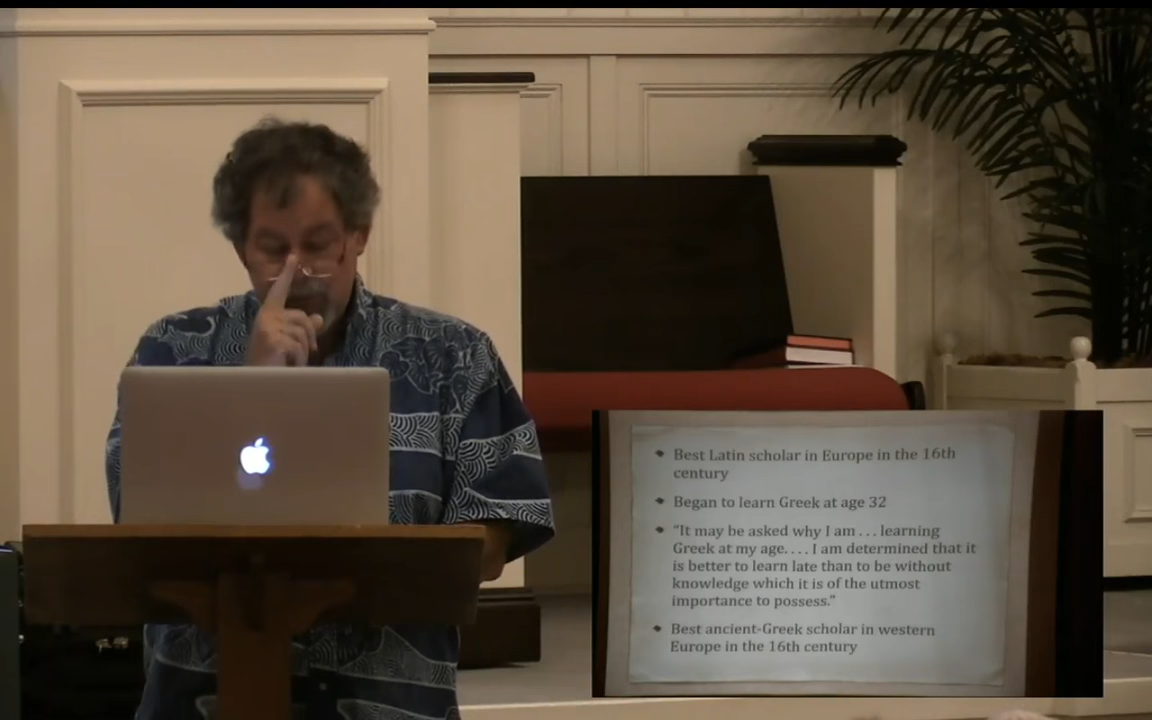 Best Latin scholar in Europe in the 16th
century
Began to learn Greek at age 32
“It may be asked why I am . . . learning
Greek at my age. . . . I am determined that it
is better to learn late than to be without
knowledge which it is of the utmost
importance to possess.”
Best ancient-Greek scholar in western
Europe in the 16th century